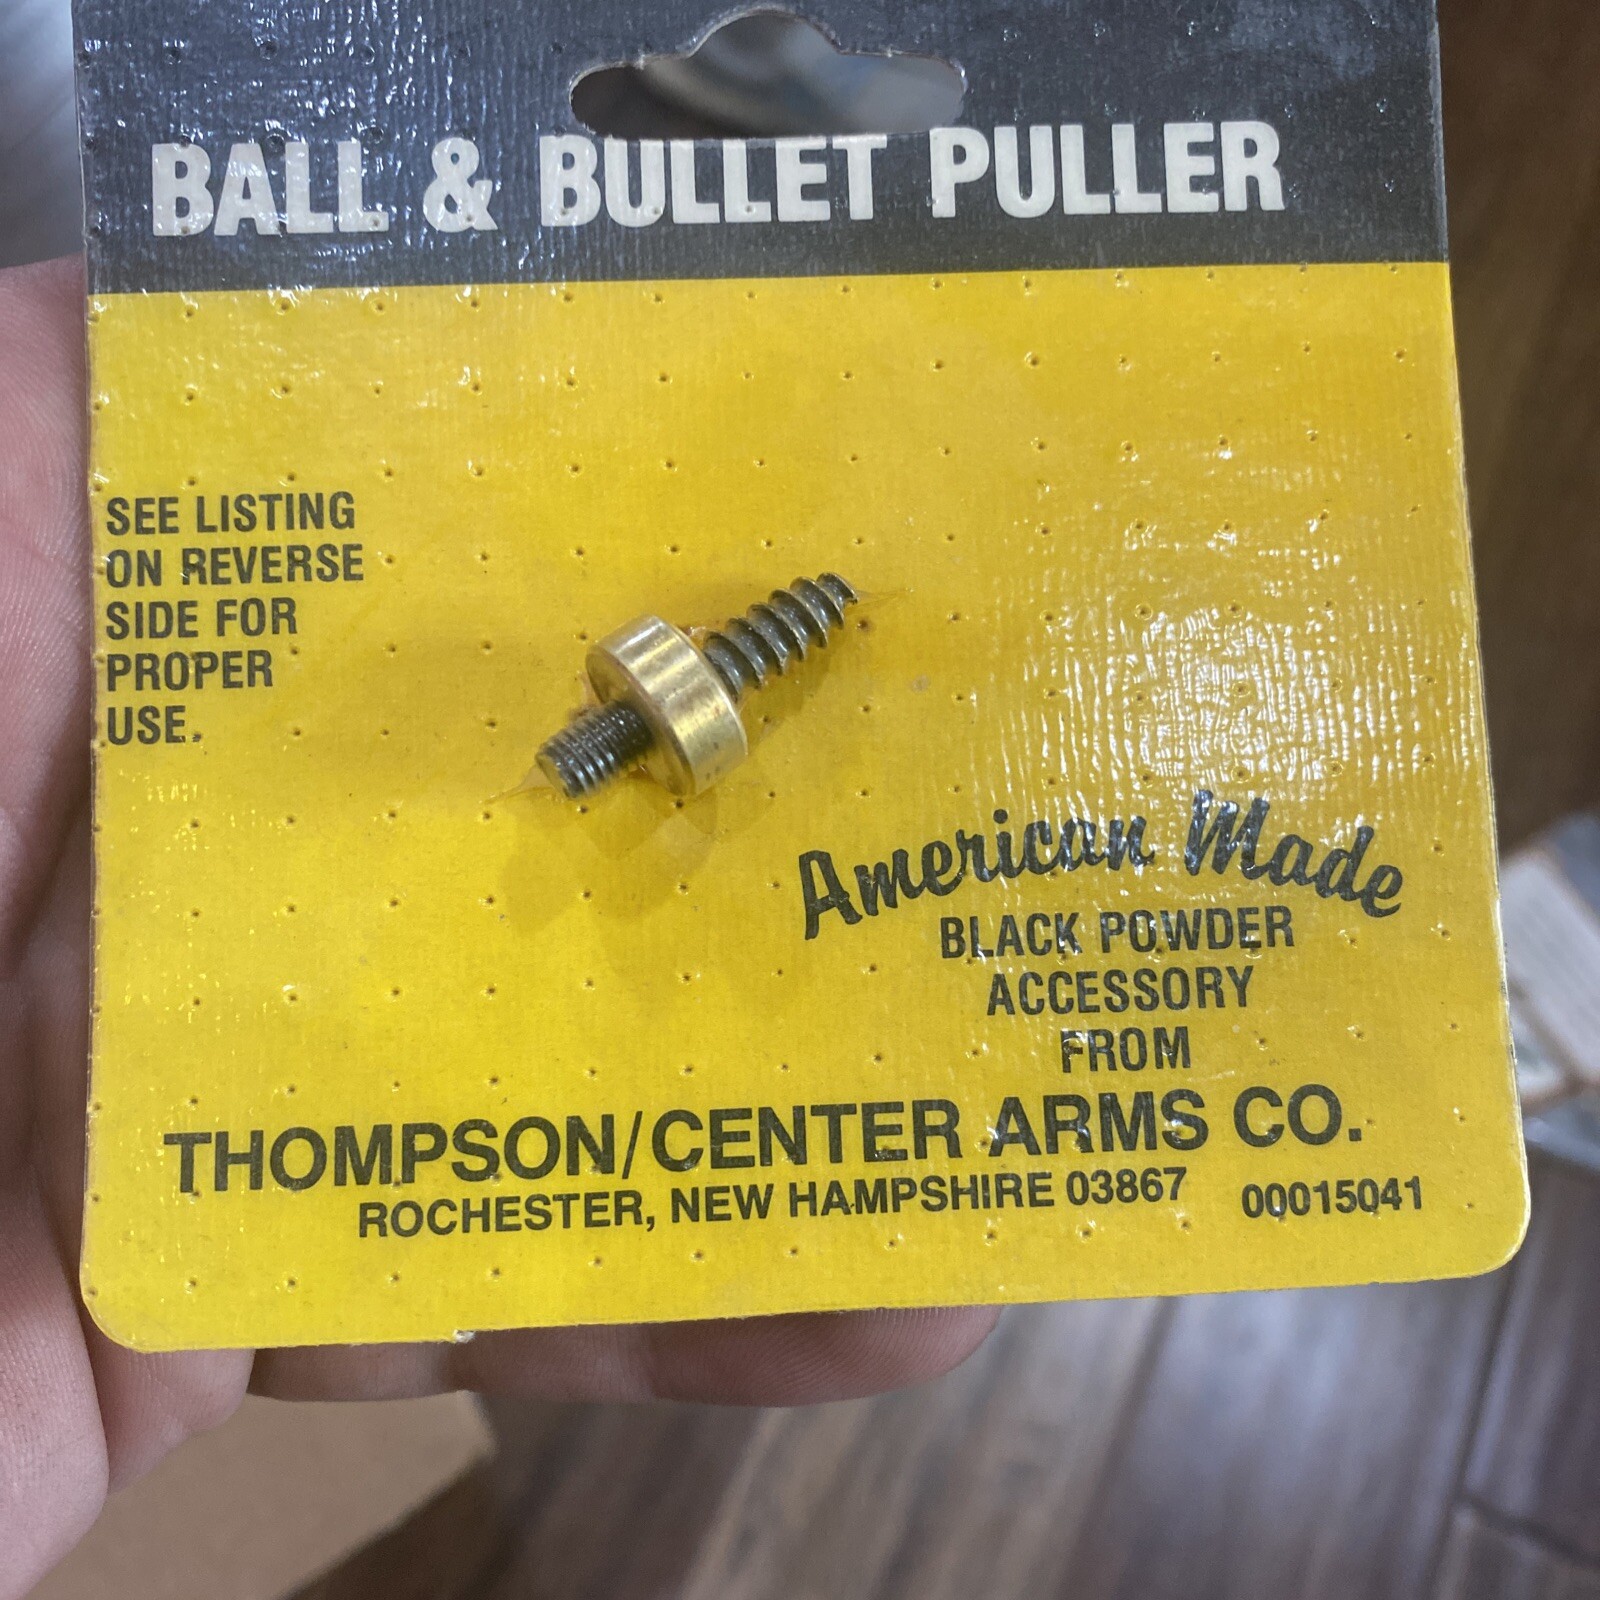 BALL & BULLET PULLER
SEE LISTING
ON REVERSE
SIDE FOR
PROPER
USE.
American Made
BLACK POWDER
ACCESSORY
FROM
THOMPSON/CENTER ARMS CO.
ROCHESTER, NEW HAMPSHIRE 03867 00015041